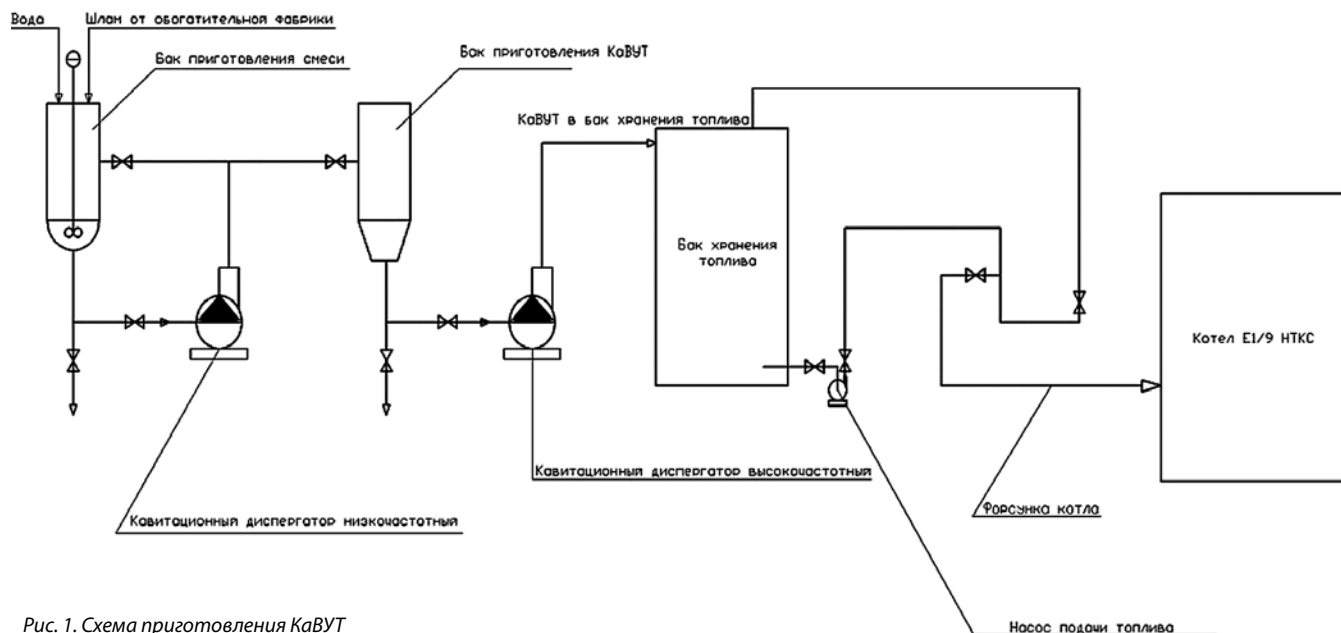 Вода
Шлам от обогатительной фабрики
Бак приготовления смеси
Бак приготовления КаВУТ
КаВУТ в бак хранения топлива
Бак хранения
топлива
Котел Е1/9 НТКС
Кавитационный диспергатор высокочастотный
Форсунка котла
Кавитационный диспергатор низкочастотный
Насос подачи топлива
Рис. 1. Схема приготовления КаВУТ